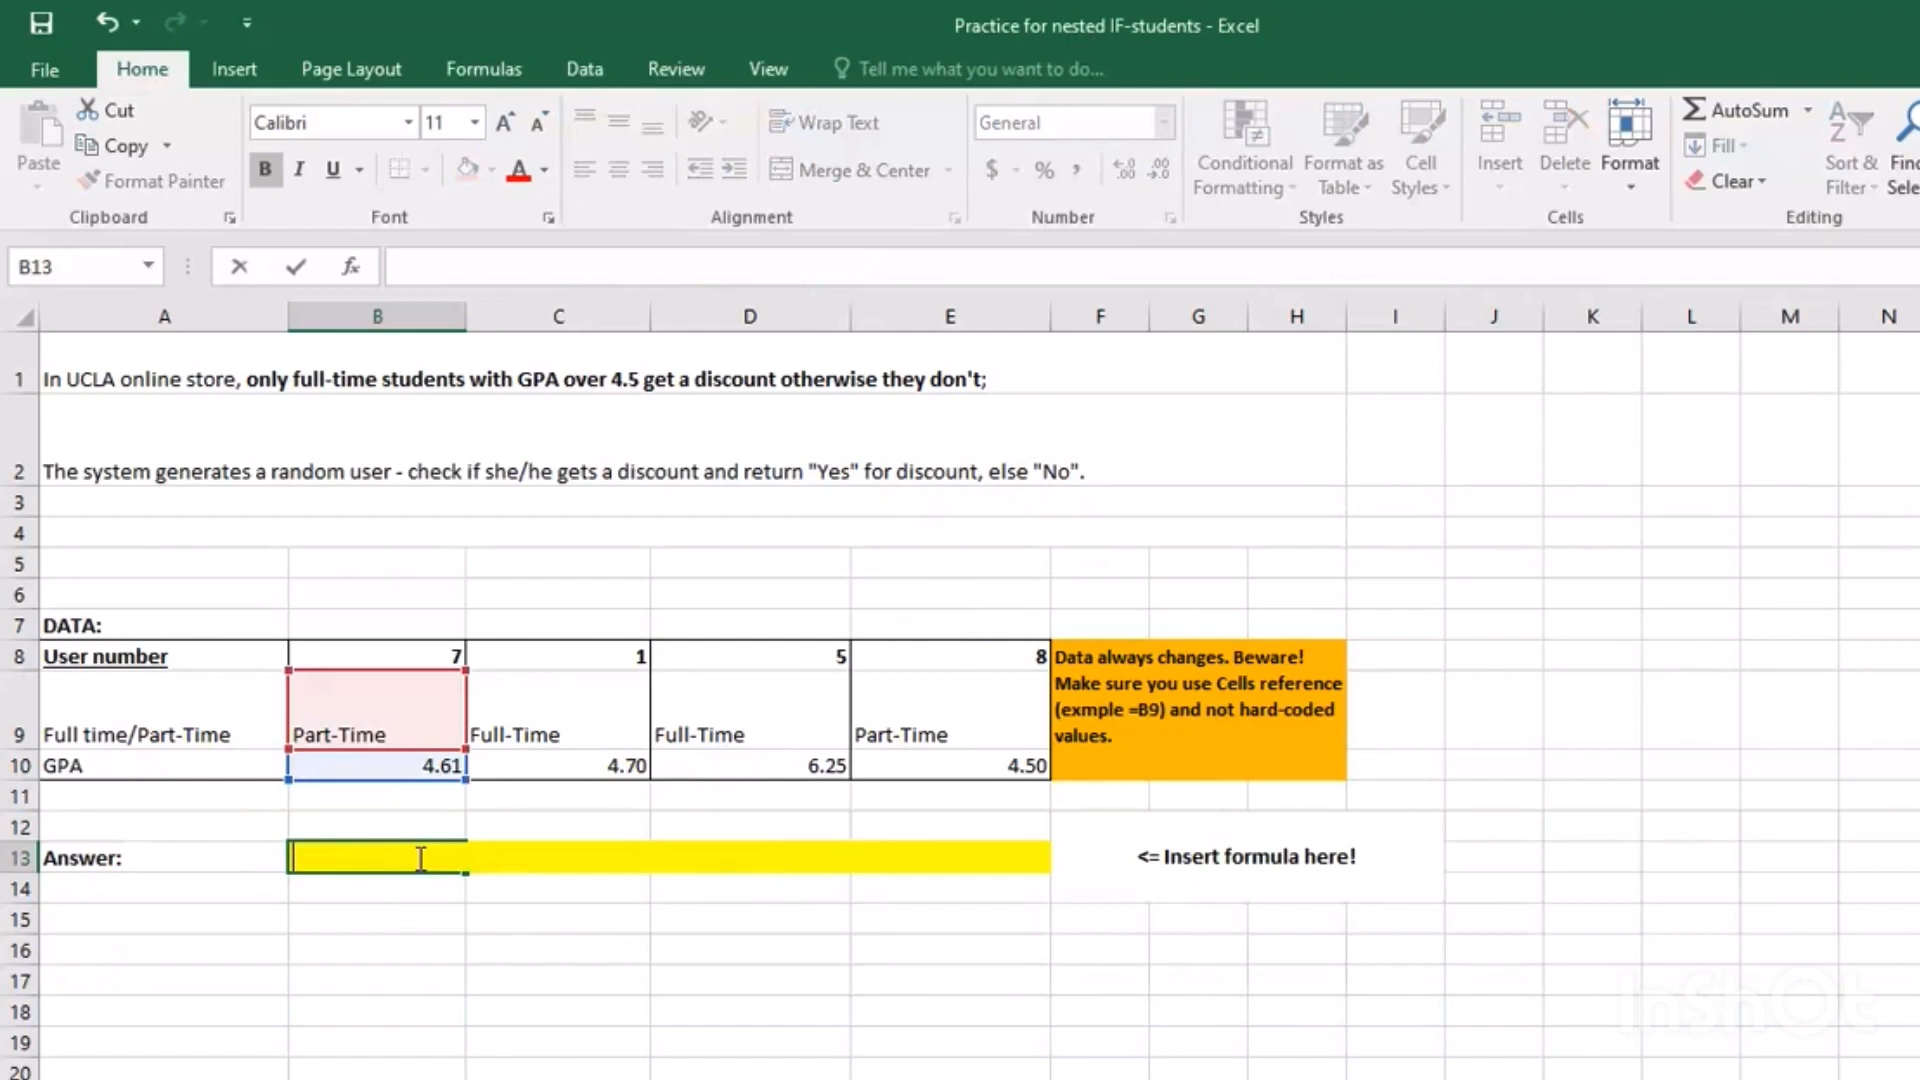 Practice for nested IF-students - Excel
File Home Insert Page Layout Formulas Data Review View Tell me what you want to do...
Paste Cut
Copy
Format Painter
Clipboard
Calibri 11
B I U A
Font
Wrap Text
Merge & Center
Alignment
General
$ % ,
Number
Conditional Formatting
Format as Table
Cell Styles
Styles
Insert Delete Format
Cells
AutoSum
Fill
Clear
Sort & Filter
Editing
B13 fx
A B C D E F G H I J K L M N
1 In UCLA online store, only full-time students with GPA over 4.5 get a discount otherwise they don't;
2 The system generates a random user - check if she/he gets a discount and return "Yes" for discount, else "No".
3
4
5
6
7 DATA:
8 User number 7 1 5 8 Data always changes. Beware!
Make sure you use Cells reference
(exmple =B9) and not hard-coded
values.
9 Full time/Part-Time Part-Time Full-Time Full-Time Part-Time
10 GPA 4.61 4.70 6.25 4.50
11
12
13 Answer: <= Insert formula here!
14
15
16
17
18
19
20
InShOt